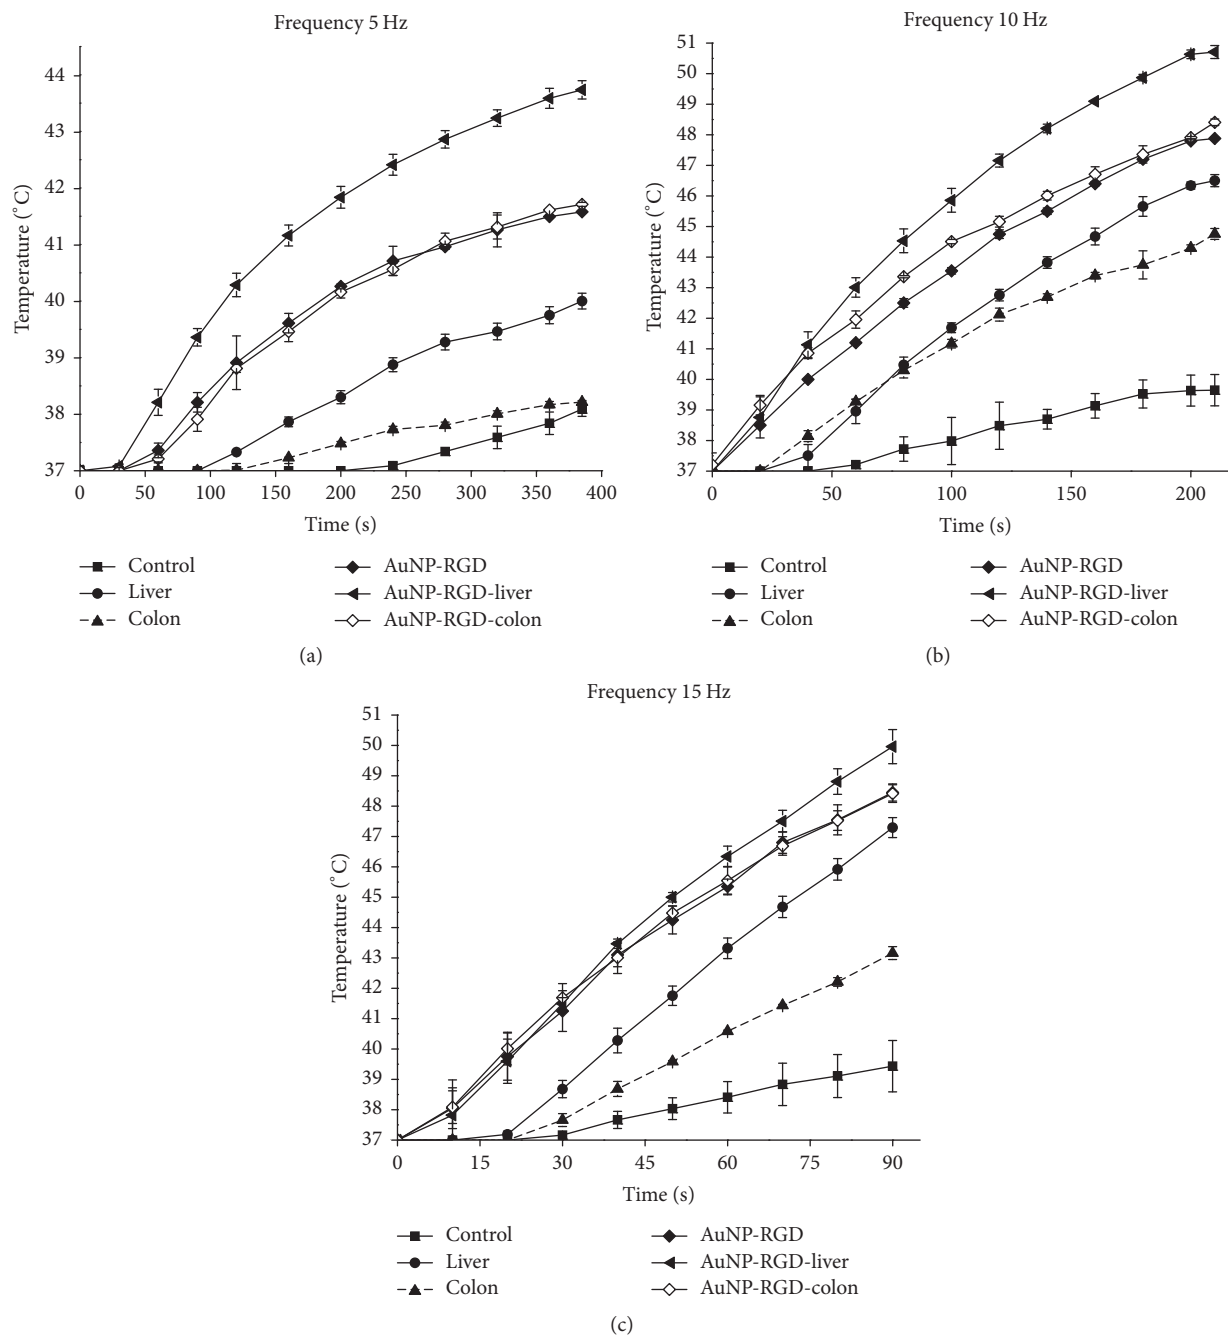 Frequency 5 Hz
44
43
42
41
40
39
38
37
Temperature (°C)
0 50 100 150 200 250 300 350 400
Time (s)
Control
Liver
Colon
AuNP-RGD
AuNP-RGD-liver
AuNP-RGD-colon
(a)
Frequency 10 Hz
51
50
49
48
47
46
45
44
43
42
41
40
39
38
37
Temperature (°C)
0 50 100 150 200
Time (s)
Control
Liver
Colon
AuNP-RGD
AuNP-RGD-liver
AuNP-RGD-colon
(b)
Frequency 15 Hz
51
50
49
48
47
46
45
44
43
42
41
40
39
38
37
Temperature (°C)
0 15 30 45 60 75 90
Time (s)
Control
Liver
Colon
AuNP-RGD
AuNP-RGD-liver
AuNP-RGD-colon
(c)